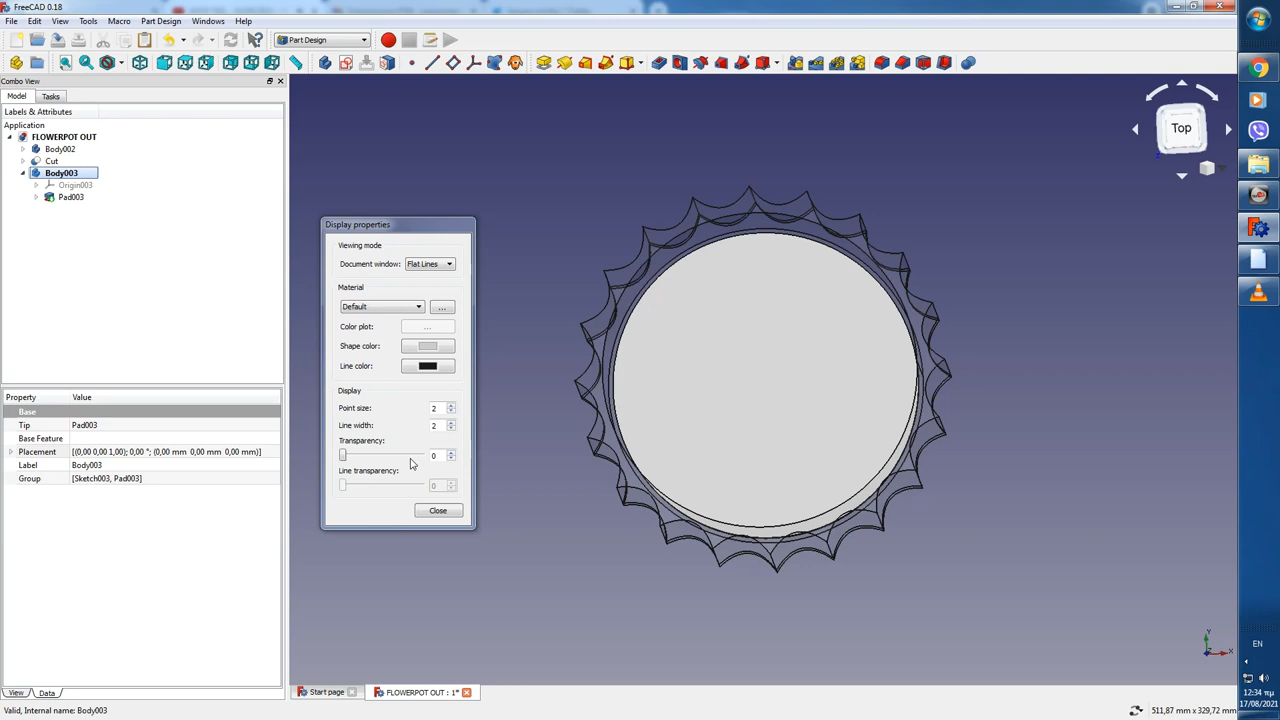 FreeCAD 0.18
File Edit View Tools Macro Part Design Windows Help
Part Design
Combo View
Model Tasks
Labels & Attributes
Application
FLOWERPOT OUT
Body002
Cut
Body003
Origin003
Pad003
Top
Display properties
Viewing mode
Document window: Flat Lines
Material
Default ...
Color plot: ...
Shape color:
Line color:
Display
Point size: 2
Line width: 2
Transparency:
0
Line transparency:
0
Close
Property Value
Base
Tip Pad003
Base Feature
Placement [(0,00 0,00 1,00); 0,00 °; (0,00 mm 0,00 mm 0,00 mm)]
Label Body003
Group [Sketch003, Pad003]
Y
X
EN
View Data
Start page FLOWERPOT OUT : 1*
Valid, Internal name: Body003
511,87 mm x 329,72 mm
12:34 πμ
17/08/2021